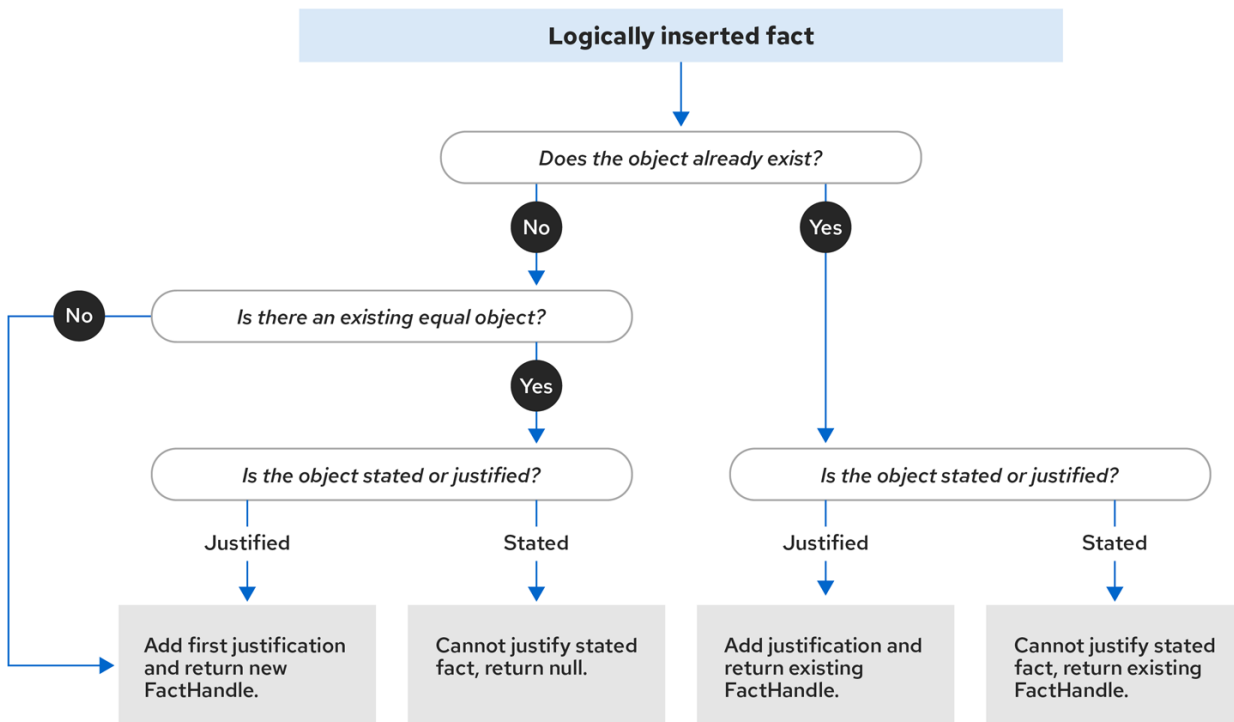 Logically inserted fact
Does the object already exist?
No
Yes
No
Is there an existing equal object?
Yes
Is the object stated or justified?
Is the object stated or justified?
Justified
Stated
Justified
Stated
Add first justification
and return new
FactHandle.
Cannot justify stated
fact, return null.
Add justification and
return existing
FactHandle.
Cannot justify stated
fact, return existing
FactHandle.